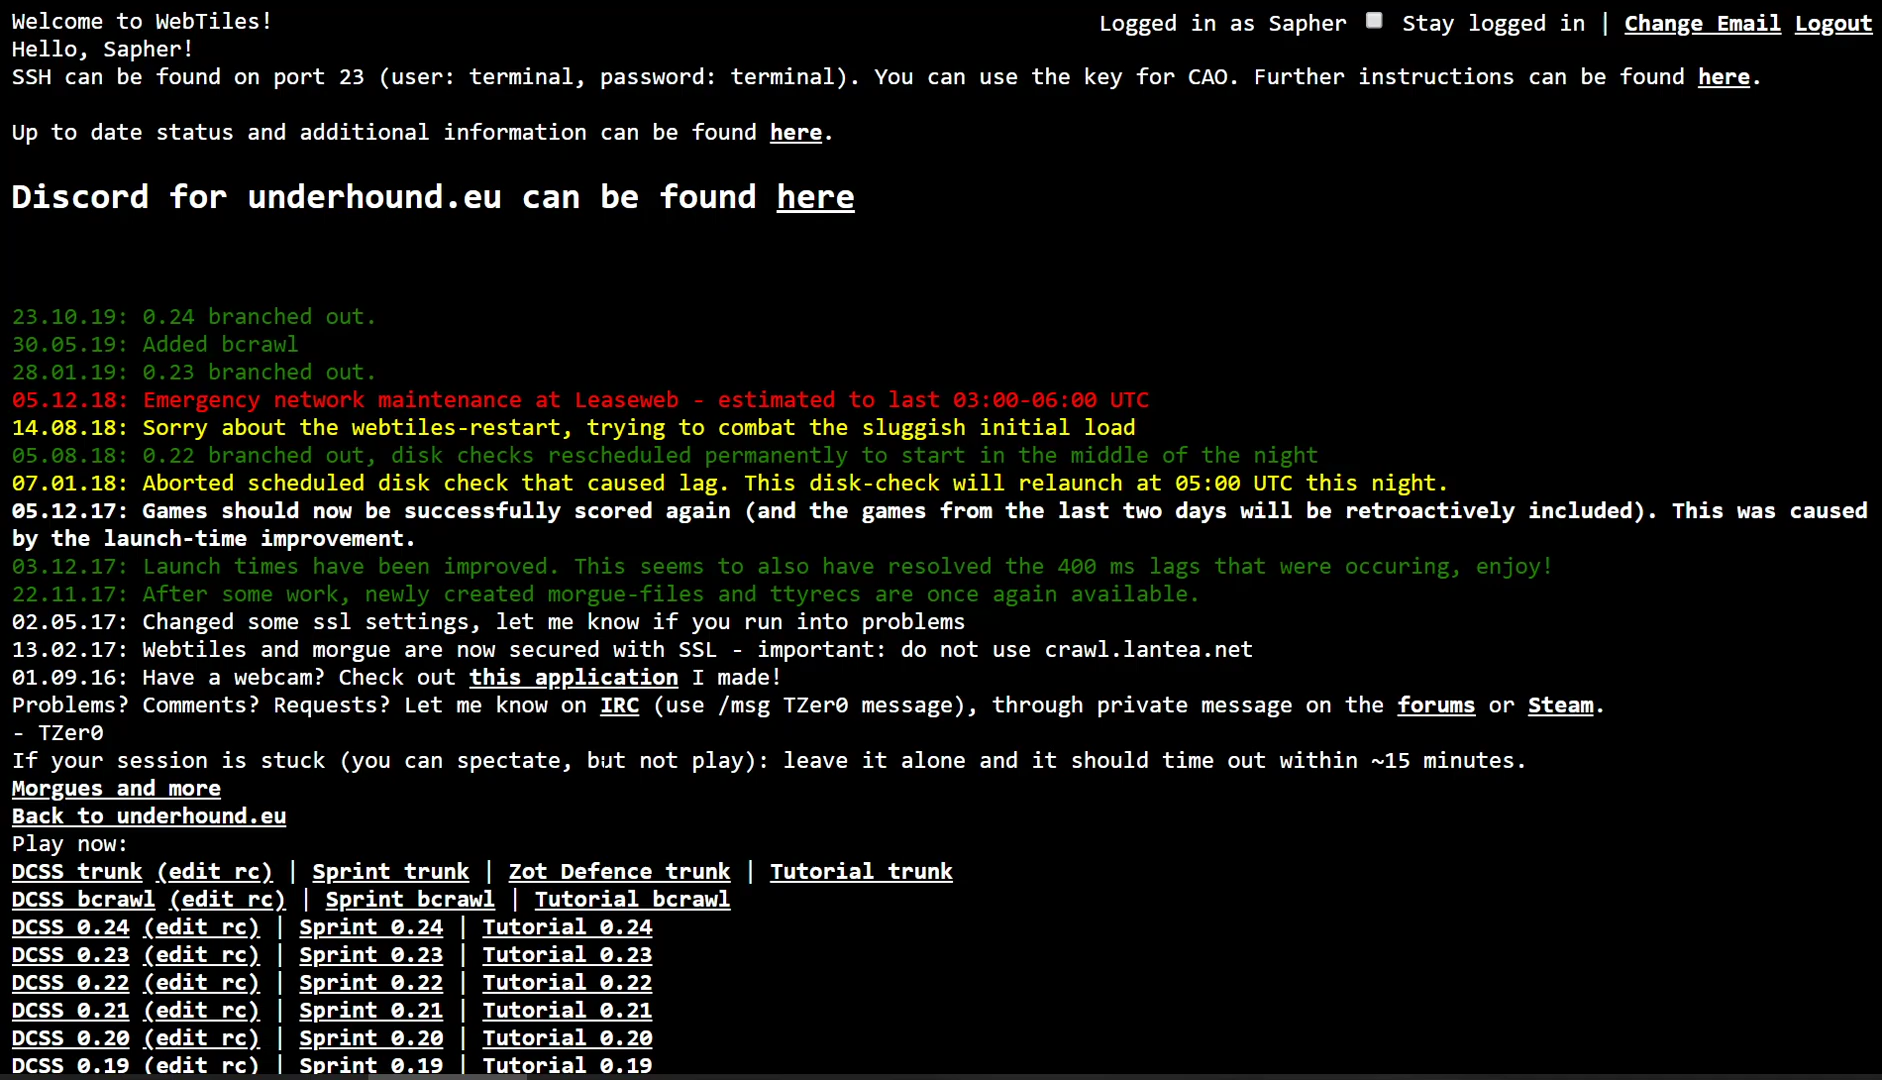 Welcome to WebTiles!
Logged in as Sapher Stay logged in | Change Email Logout
Hello, Sapher!
SSH can be found on port 23 (user: terminal, password: terminal). You can use the key for CAO. Further instructions can be found here.
Up to date status and additional information can be found here.
Discord for underhound.eu can be found here
23.10.19: 0.24 branched out.
30.05.19: Added bcrawl
28.01.19: 0.23 branched out.
05.12.18: Emergency network maintenance at Leaseweb - estimated to last 03:00-06:00 UTC
14.08.18: Sorry about the webtiles-restart, trying to combat the sluggish initial load
05.08.18: 0.22 branched out, disk checks rescheduled permanently to start in the middle of the night
07.01.18: Aborted scheduled disk check that caused lag. This disk-check will relaunch at 05:00 UTC this night.
05.12.17: Games should now be successfully scored again (and the games from the last two days will be retroactively included). This was caused
by the launch-time improvement.
03.12.17: Launch times have been improved. This seems to also have resolved the 400 ms lags that were occuring, enjoy!
22.11.17: After some work, newly created morgue-files and ttyrecs are once again available.
02.05.17: Changed some ssl settings, let me know if you run into problems
13.02.17: Webtiles and morgue are now secured with SSL - important: do not use crawl.lantea.net
01.09.16: Have a webcam? Check out this application I made!
Problems? Comments? Requests? Let me know on IRC (use /msg TZer0 message), through private message on the forums or Steam.
- TZer0
If your session is stuck (you can spectate, but not play): leave it alone and it should time out within ~15 minutes.
Morgues and more
Back to underhound.eu
Play now:
DCSS trunk (edit rc) | Sprint trunk | Zot Defence trunk | Tutorial trunk
DCSS bcrawl (edit rc) | Sprint bcrawl | Tutorial bcrawl
DCSS 0.24 (edit rc) | Sprint 0.24 | Tutorial 0.24
DCSS 0.23 (edit rc) | Sprint 0.23 | Tutorial 0.23
DCSS 0.22 (edit rc) | Sprint 0.22 | Tutorial 0.22
DCSS 0.21 (edit rc) | Sprint 0.21 | Tutorial 0.21
DCSS 0.20 (edit rc) | Sprint 0.20 | Tutorial 0.20
DCSS 0.19 (edit rc) | Sprint 0.19 | Tutorial 0.19